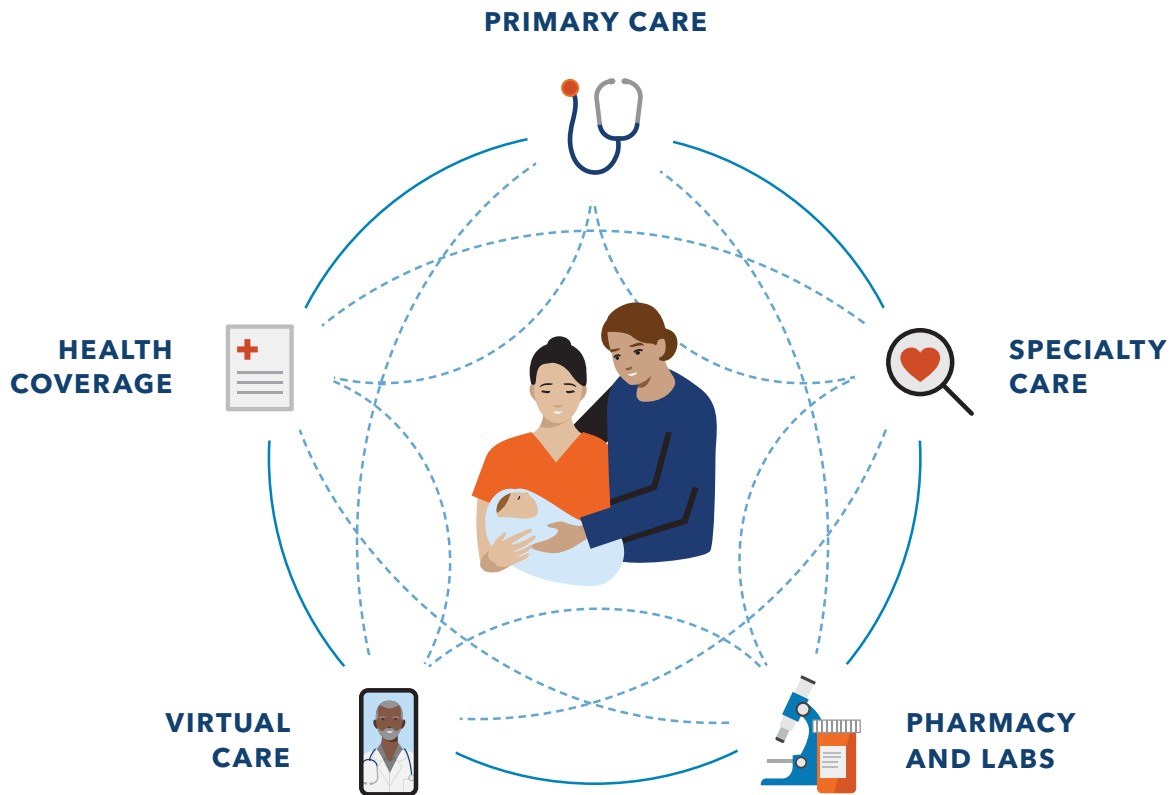 PRIMARY CARE
HEALTH
COVERAGE
SPECIALTY
CARE
VIRTUAL
CARE
PHARMACY
AND LABS